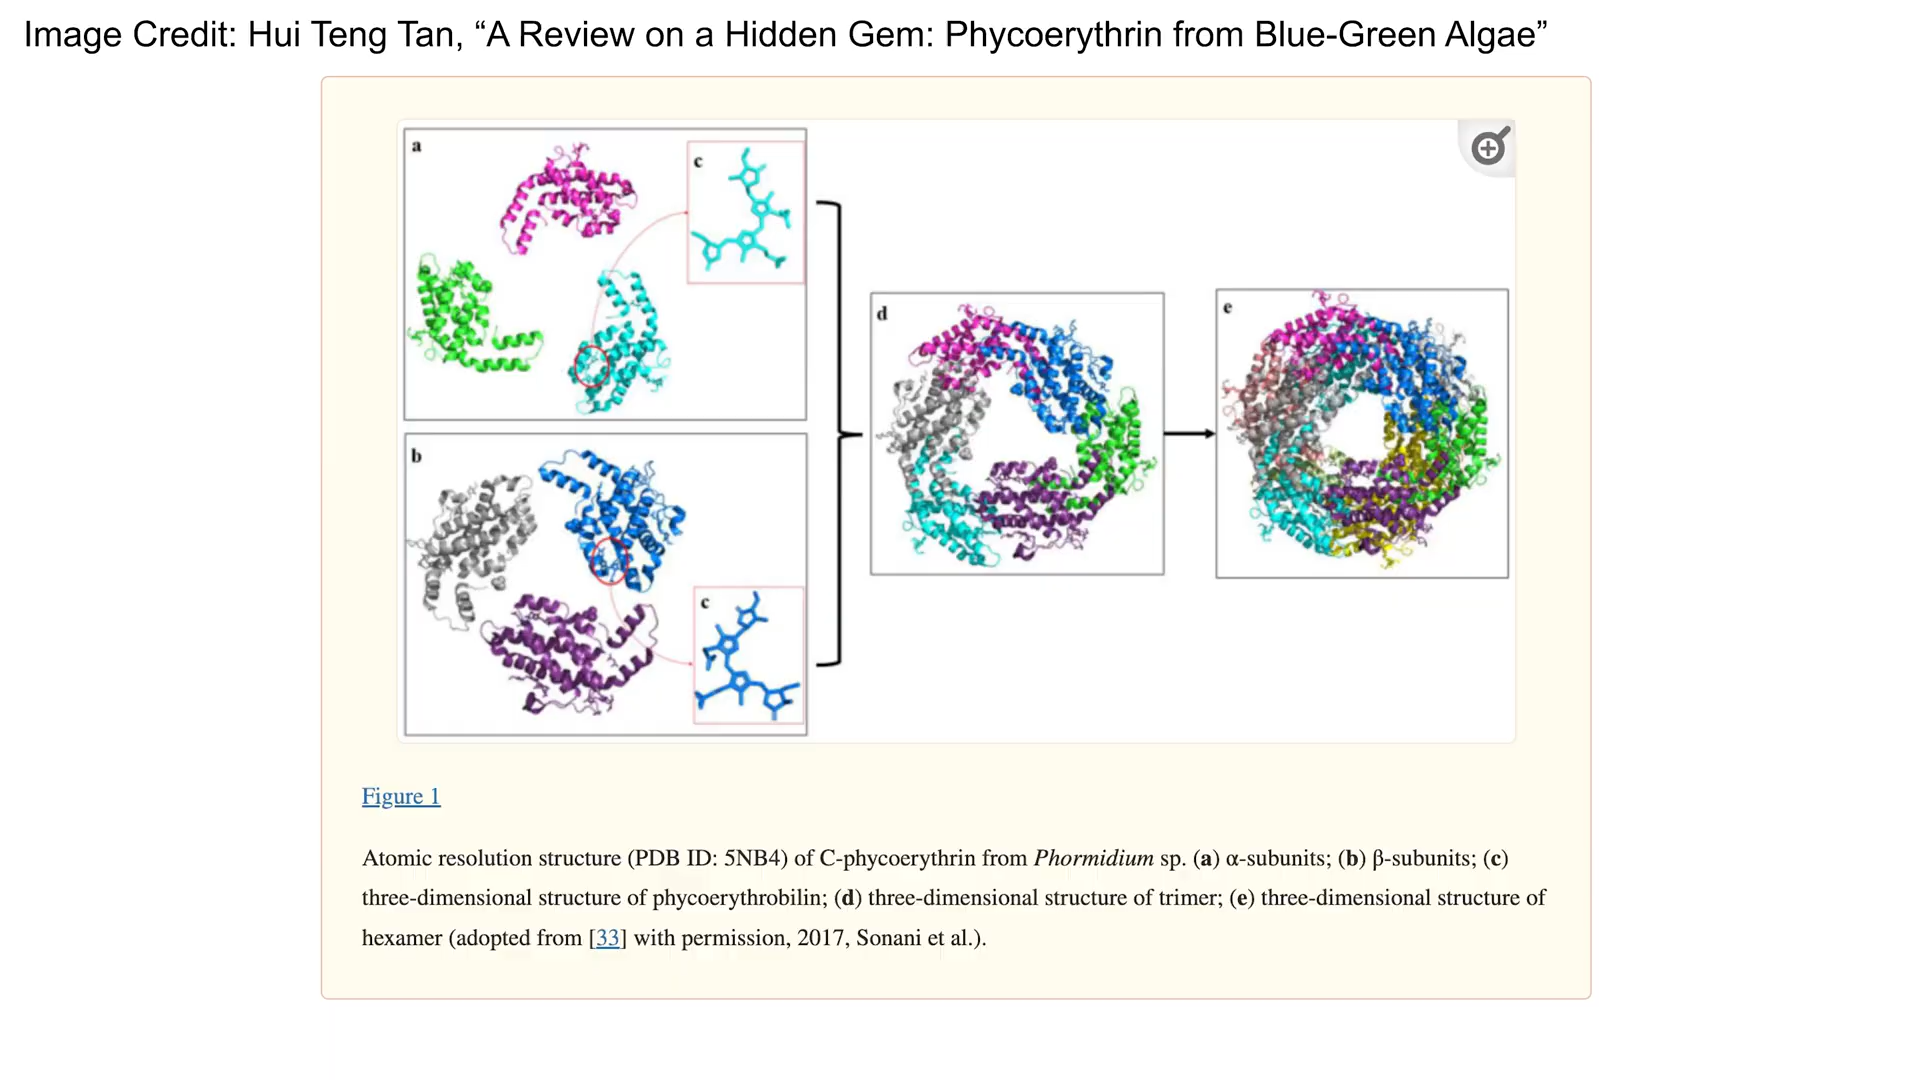 Image Credit: Hui Teng Tan, “A Review on a Hidden Gem: Phycoerythrin from Blue-Green Algae”
a
c
b
c
d
e
Figure 1
Atomic resolution structure (PDB ID: 5NB4) of C-phycoerythrin from Phormidium sp. (a) α-subunits; (b) β-subunits; (c)
three-dimensional structure of phycoerythrobilin; (d) three-dimensional structure of trimer; (e) three-dimensional structure of
hexamer (adopted from [33] with permission, 2017, Sonani et al.).